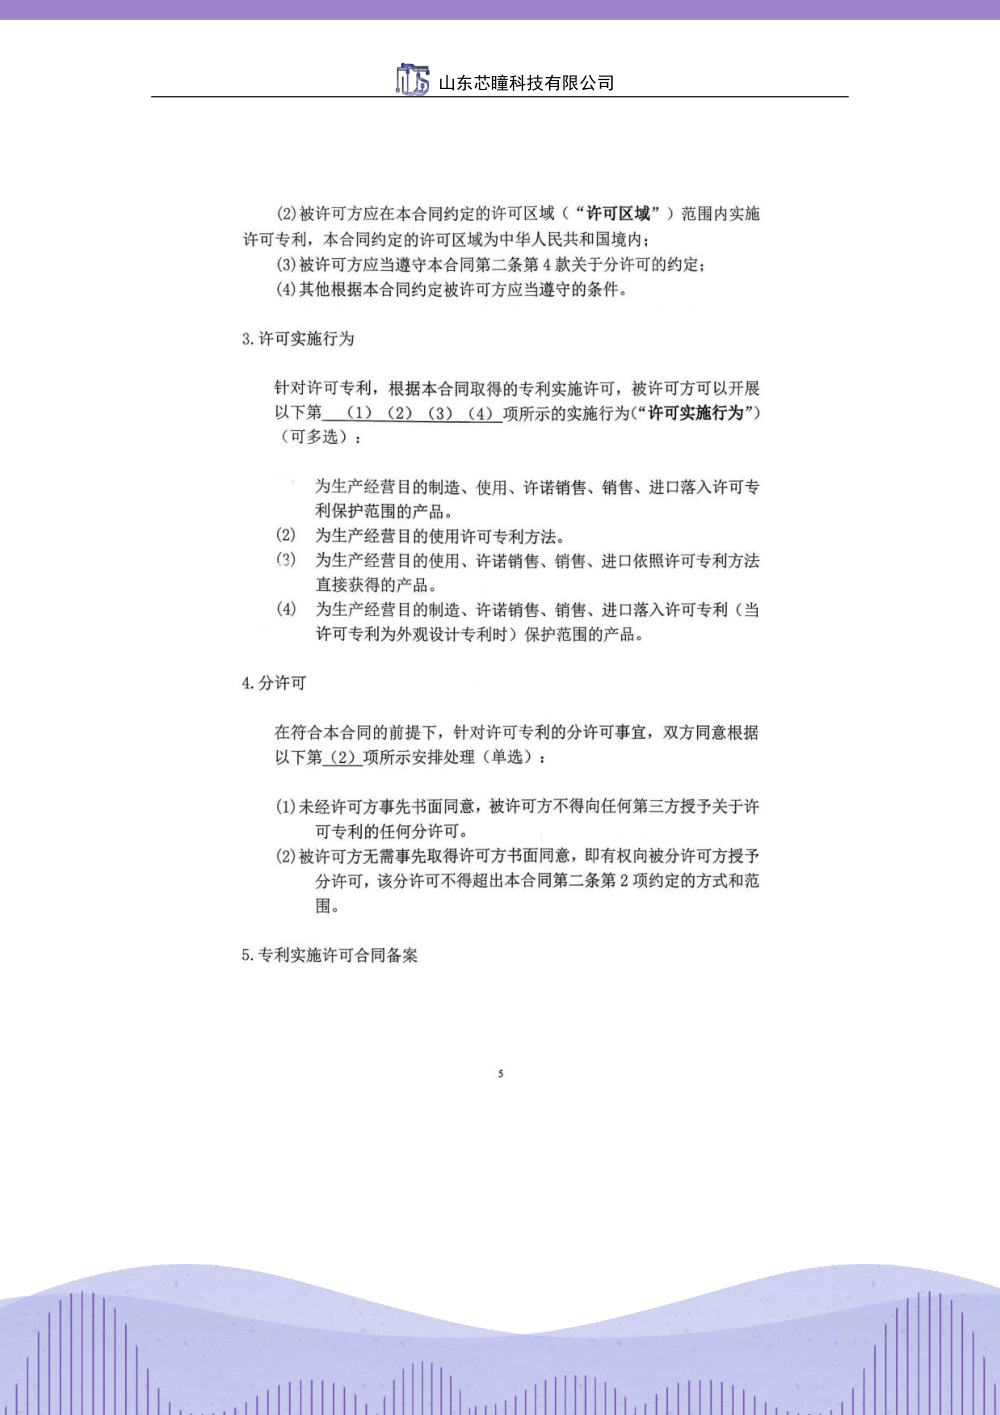 山东芯瞳科技有限公司
(2)被许可方应在本合同约定的许可区域（“许可区域”）范围内实施
许可专利，本合同约定的许可区域为中华人民共和国境内；
(3)被许可方应当遵守本合同第二条第 4 款关于分许可的约定；
(4)其他根据本合同约定被许可方应当遵守的条件。
3.许可实施行为
针对许可专利，根据本合同取得的专利实施许可，被许可方可以开展
以下第 （1）（2）（3）（4） 项所示的实施行为(“许可实施行为”)
（可多选）：
为生产经营目的制造、使用、许诺销售、销售、进口落入许可专
利保护范围的产品。
(2) 为生产经营目的使用许可专利方法。
(3) 为生产经营目的使用、许诺销售、销售、进口依照许可专利方法
直接获得的产品。
(4) 为生产经营目的制造、许诺销售、销售、进口落入许可专利（当
许可专利为外观设计专利时）保护范围的产品。
4.分许可
在符合本合同的前提下，针对许可专利的分许可事宜，双方同意根据
以下第（2）项所示安排处理（单选）：
(1)未经许可方事先书面同意，被许可方不得向任何第三方授予关于许
可专利的任何分许可。
(2)被许可方无需事先取得许可方书面同意，即有权向被分许可方授予
分许可，该分许可不得超出本合同第二条第 2 项约定的方式和范
围。
5.专利实施许可合同备案
5